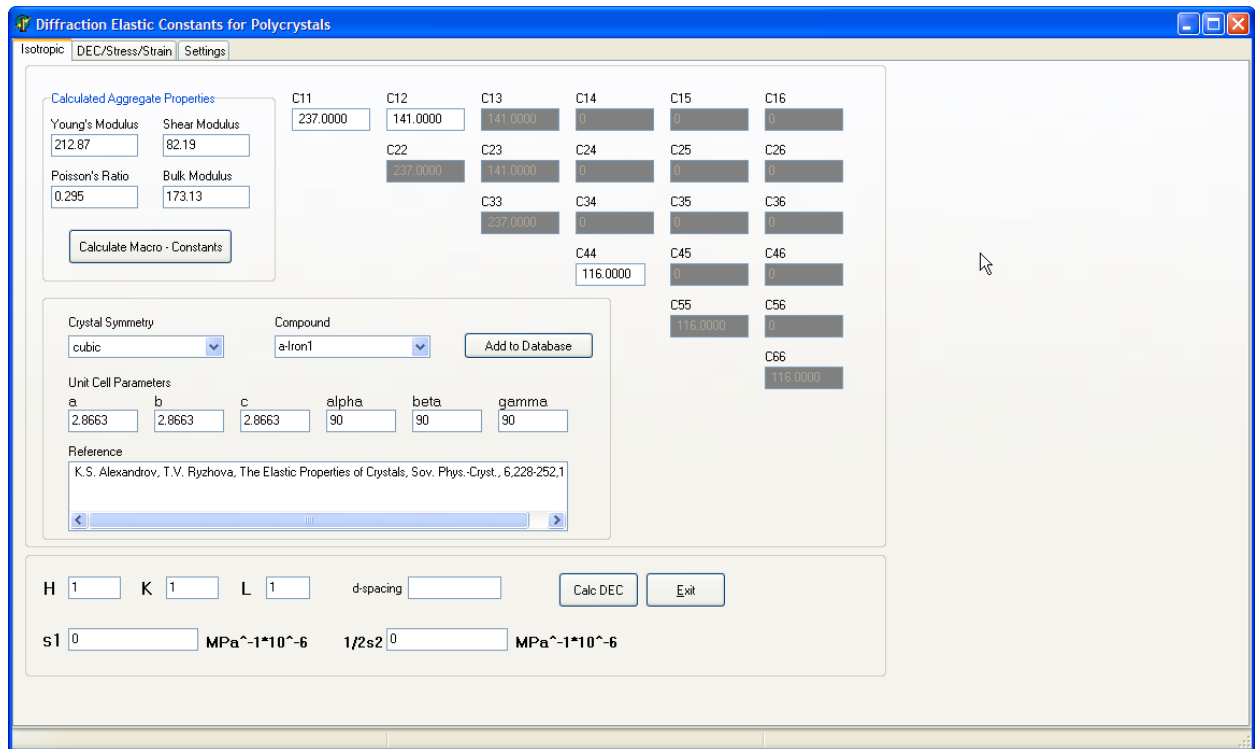 Diffraction Elastic Constants for Polycrystals
Isotropic DEC/Stress/Strain Settings
Calculated Aggregate Properties
Young's Modulus Shear Modulus
212.87 82.19
Poisson's Ratio Bulk Modulus
0.295 173.13
Calculate Macro - Constants
C11 C12 C13 C14 C15 C16
237.0000 141.0000 141.0000 0 0 0
C22 C23 C24 C25 C26
237.0000 141.0000 0 0 0
C33 C34 C35 C36
237.0000 0 0 0
C44 C45 C46
116.0000 0 0
C55 C56
116.0000 0
C66
116.0000
Crystal Symmetry Compound
cubic a-Iron1 Add to Database
Unit Cell Parameters
a b c alpha beta gamma
2.8663 2.8663 2.8663 90 90 90
Reference
K.S. Alexandrov, T.V. Ryzhova, The Elastic Properties of Crystals, Sov. Phys.-Cryst., 6,228-252,1
H 1 K 1 L 1 d-spacing Calc DEC Exit
s1 0 MPa^-1*10^-6 1/2s2 0 MPa^-1*10^-6